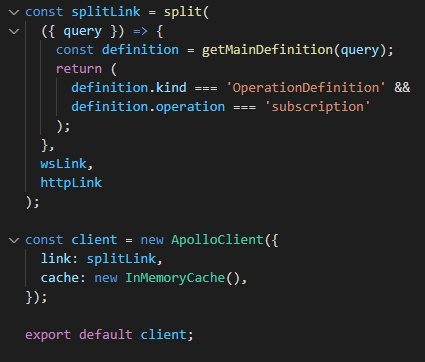 const splitLink = split(
  ({ query }) => {
    const definition = getMainDefinition(query);
    return (
      definition.kind === 'OperationDefinition' &&
      definition.operation === 'subscription'
    );
  },
  wsLink,
  httpLink
);

const client = new ApolloClient({
  link: splitLink,
  cache: new InMemoryCache(),
});

export default client;